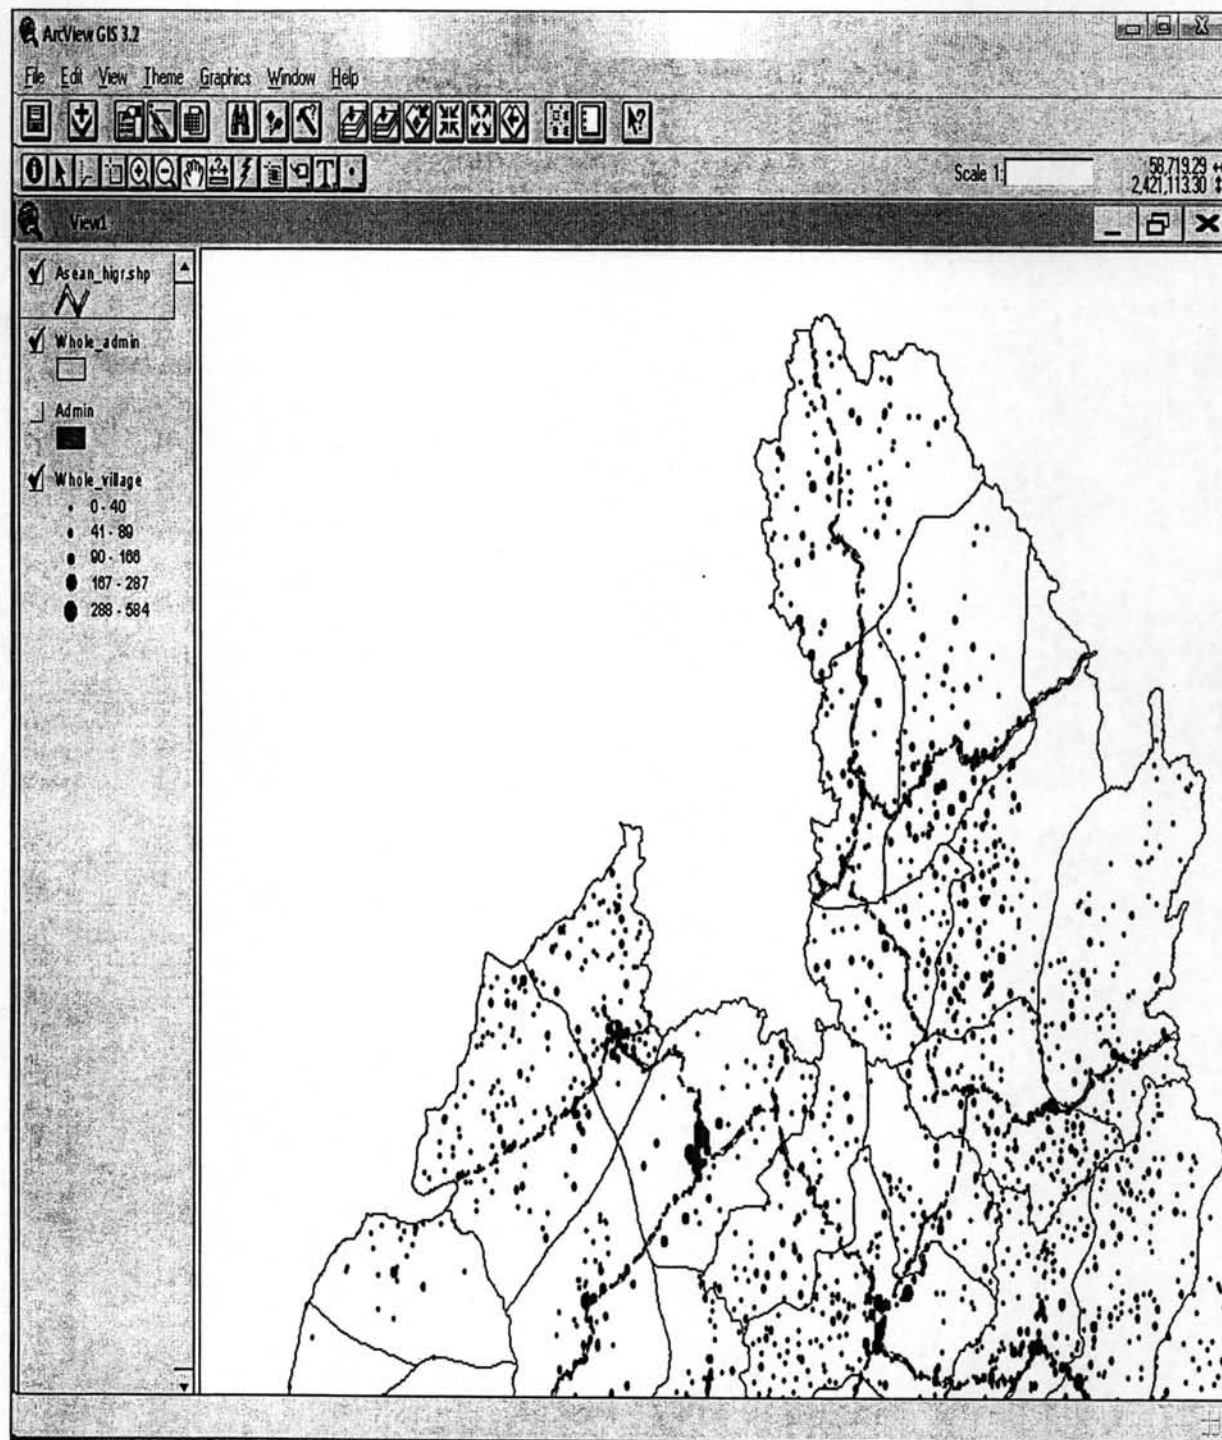 ArcView GIS 3.2
File Edit View Theme Graphics Window Help
Scale 1:
58,719.29
2,421,113.30
View1
Asean_higr.shp
Whole_admin
Admin
Whole_village
0 - 40
41 - 89
90 - 166
167 - 287
288 - 584